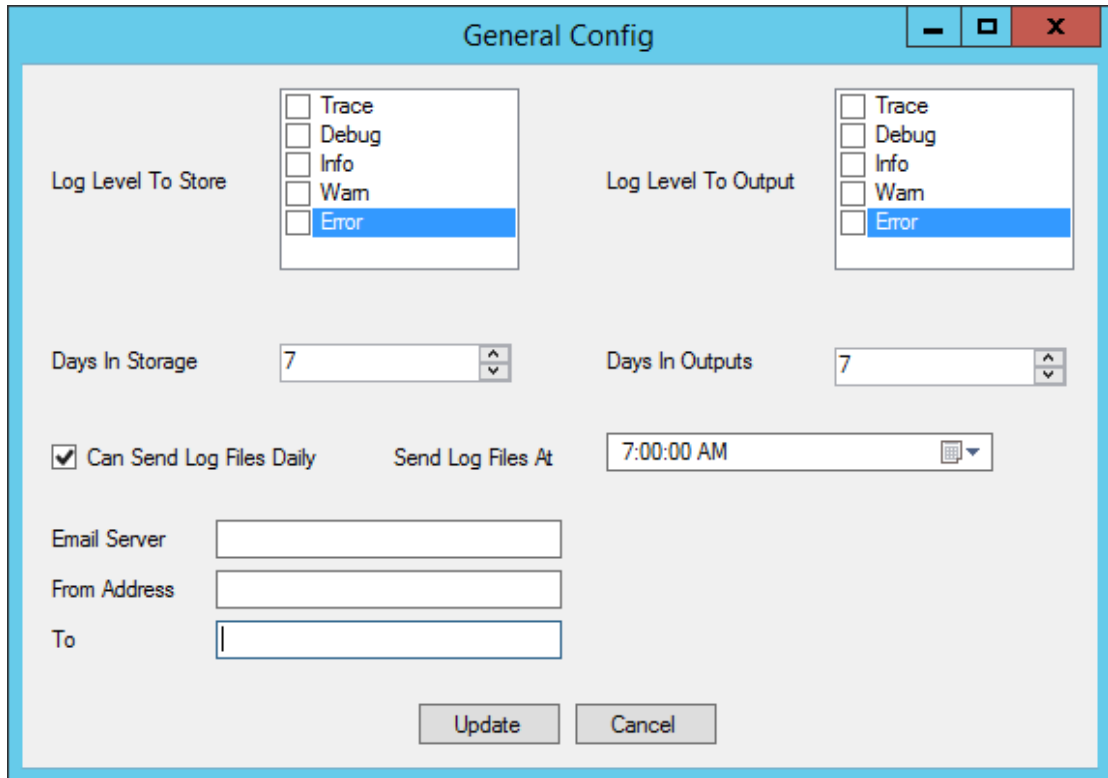 General Config
Log Level To Store
Trace
Debug
Info
Warn
Error
Log Level To Output
Trace
Debug
Info
Warn
Error
Days In Storage
7
Days In Outputs
7
Can Send Log Files Daily
Send Log Files At
7:00:00 AM
Email Server
From Address
To
Update
Cancel